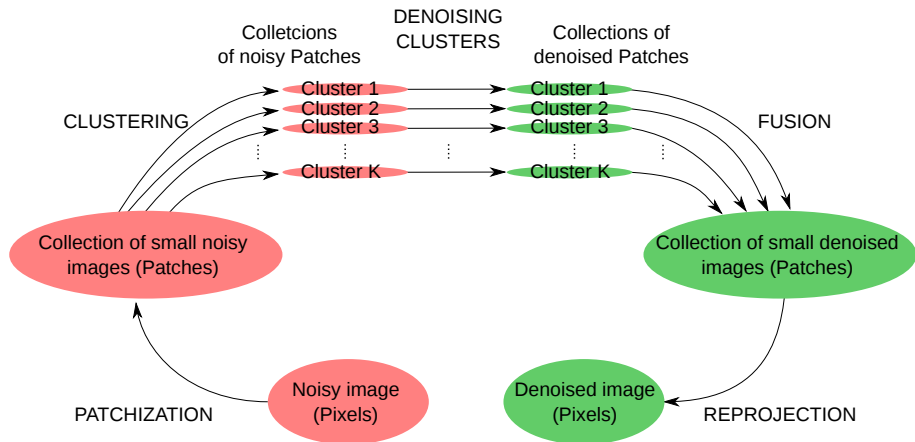 DENOISING
CLUSTERS
Colletcions
of noisy Patches
Collections of
denoised Patches
Cluster 1
Cluster 1
Cluster 2
Cluster 2
CLUSTERING
FUSION
Cluster 3
Cluster 3
Cluster K
Cluster K
Collection of small noisy
images (Patches)
Collection of small denoised
images (Patches)
Noisy image
(Pixels)
Denoised image
(Pixels)
PATCHIZATION
REPROJECTION